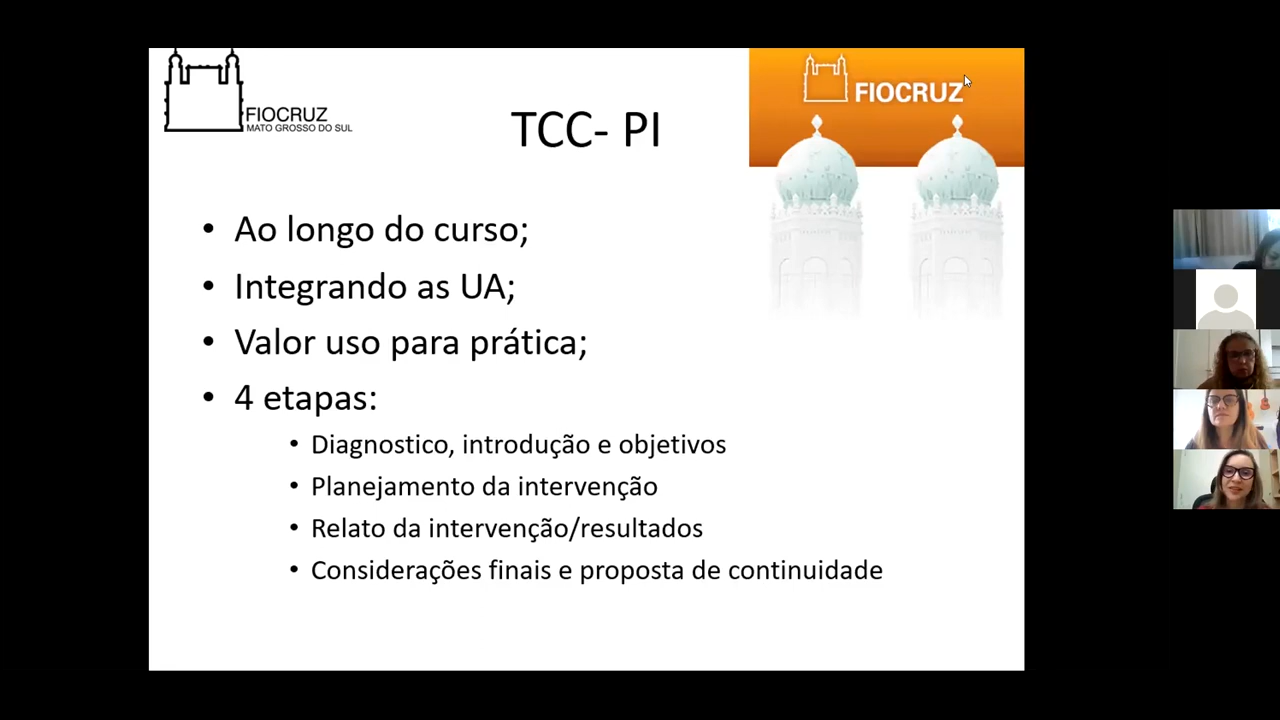 FIOCRUZ
MATO GROSSO DO SUL
FIOCRUZ
TCC- PI
• Ao longo do curso;
• Integrando as UA;
• Valor uso para prática;
• 4 etapas:
• Diagnostico, introdução e objetivos
• Planejamento da intervenção
• Relato da intervenção/resultados
• Considerações finais e proposta de continuidade